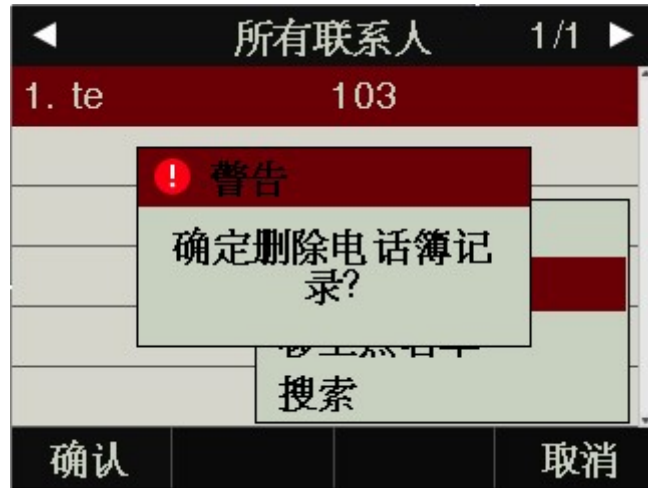 所有联系人 1/1
1. te 103
警告
确定删除电话簿记
录?
搜索
确认 取消